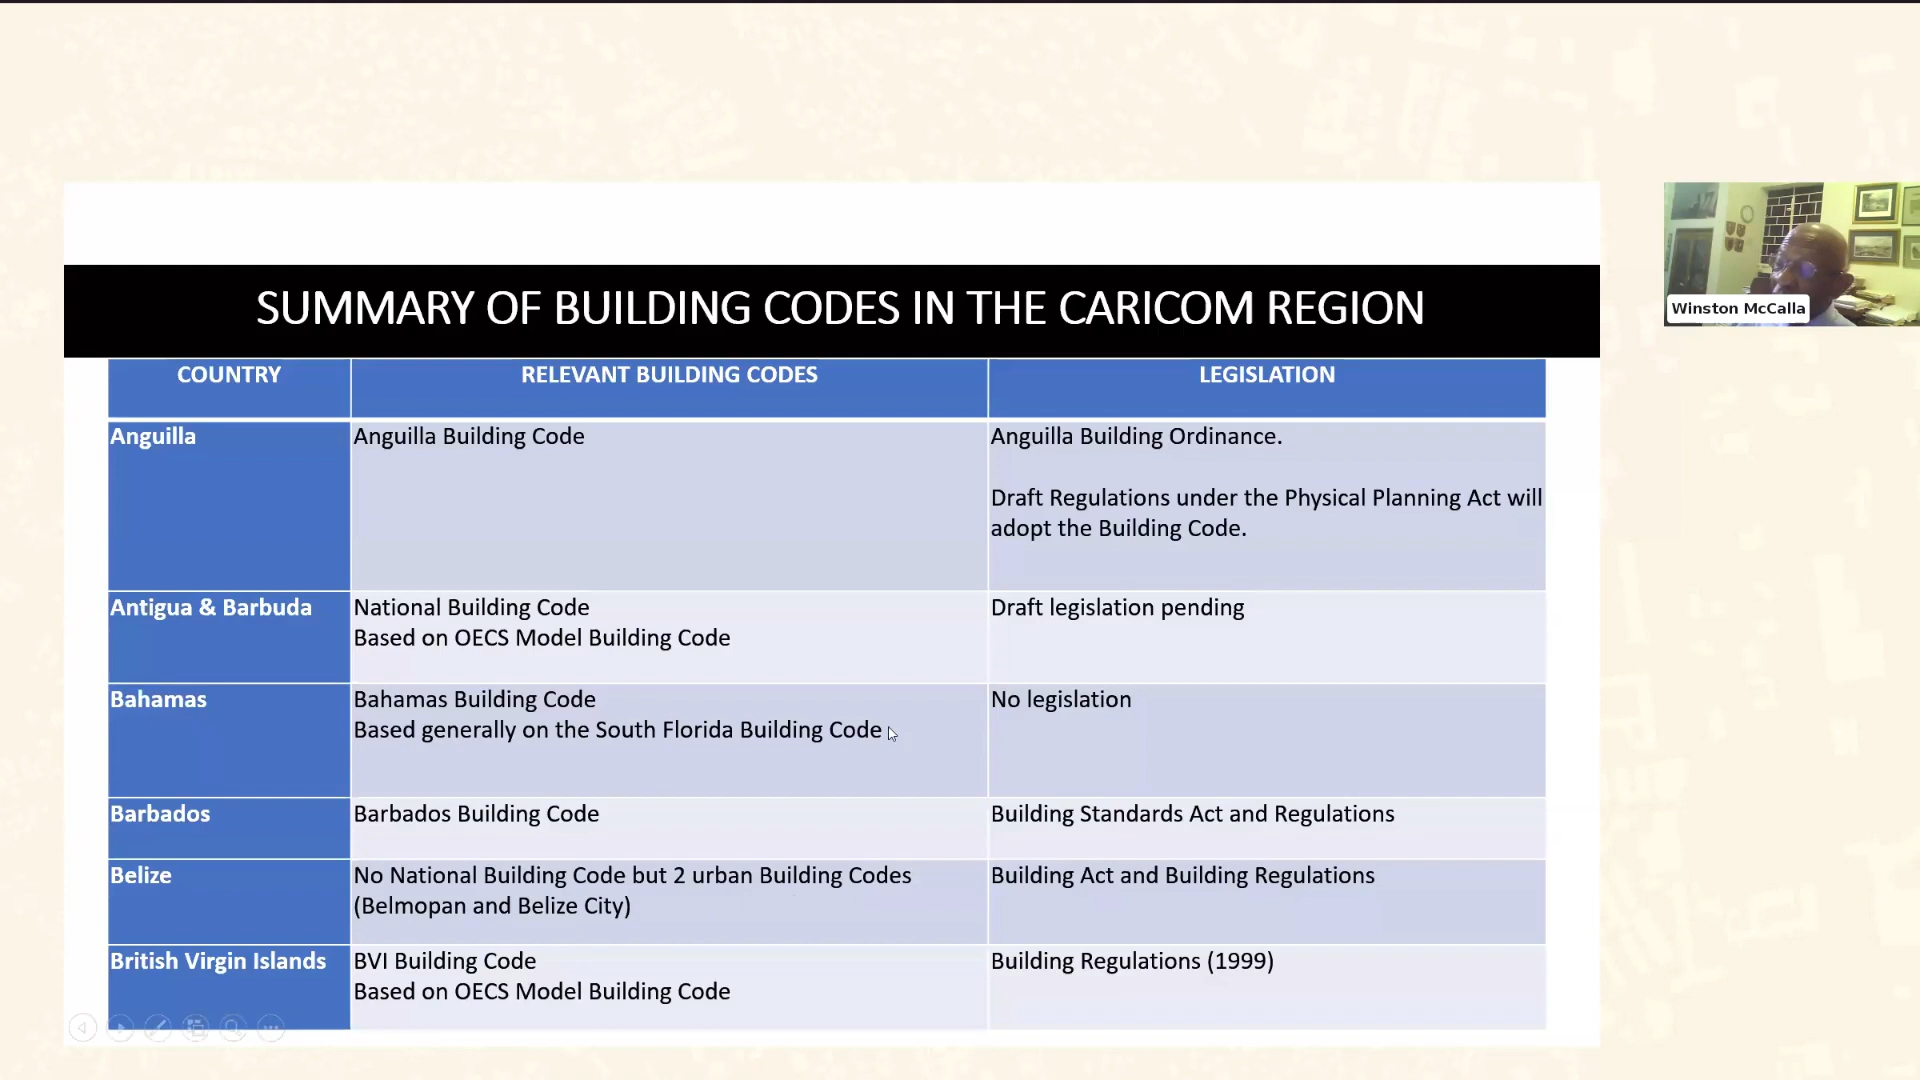 SUMMARY OF BUILDING CODES IN THE CARICOM REGION
Winston McCalla
COUNTRY
RELEVANT BUILDING CODES
LEGISLATION
Anguilla
Anguilla Building Code
Anguilla Building Ordinance.
Draft Regulations under the Physical Planning Act will
adopt the Building Code.
Antigua & Barbuda
National Building Code
Based on OECS Model Building Code
Draft legislation pending
Bahamas
Bahamas Building Code
Based generally on the South Florida Building Code
No legislation
Barbados
Barbados Building Code
Building Standards Act and Regulations
Belize
No National Building Code but 2 urban Building Codes
(Belmopan and Belize City)
Building Act and Building Regulations
British Virgin Islands
BVI Building Code
Based on OECS Model Building Code
Building Regulations (1999)